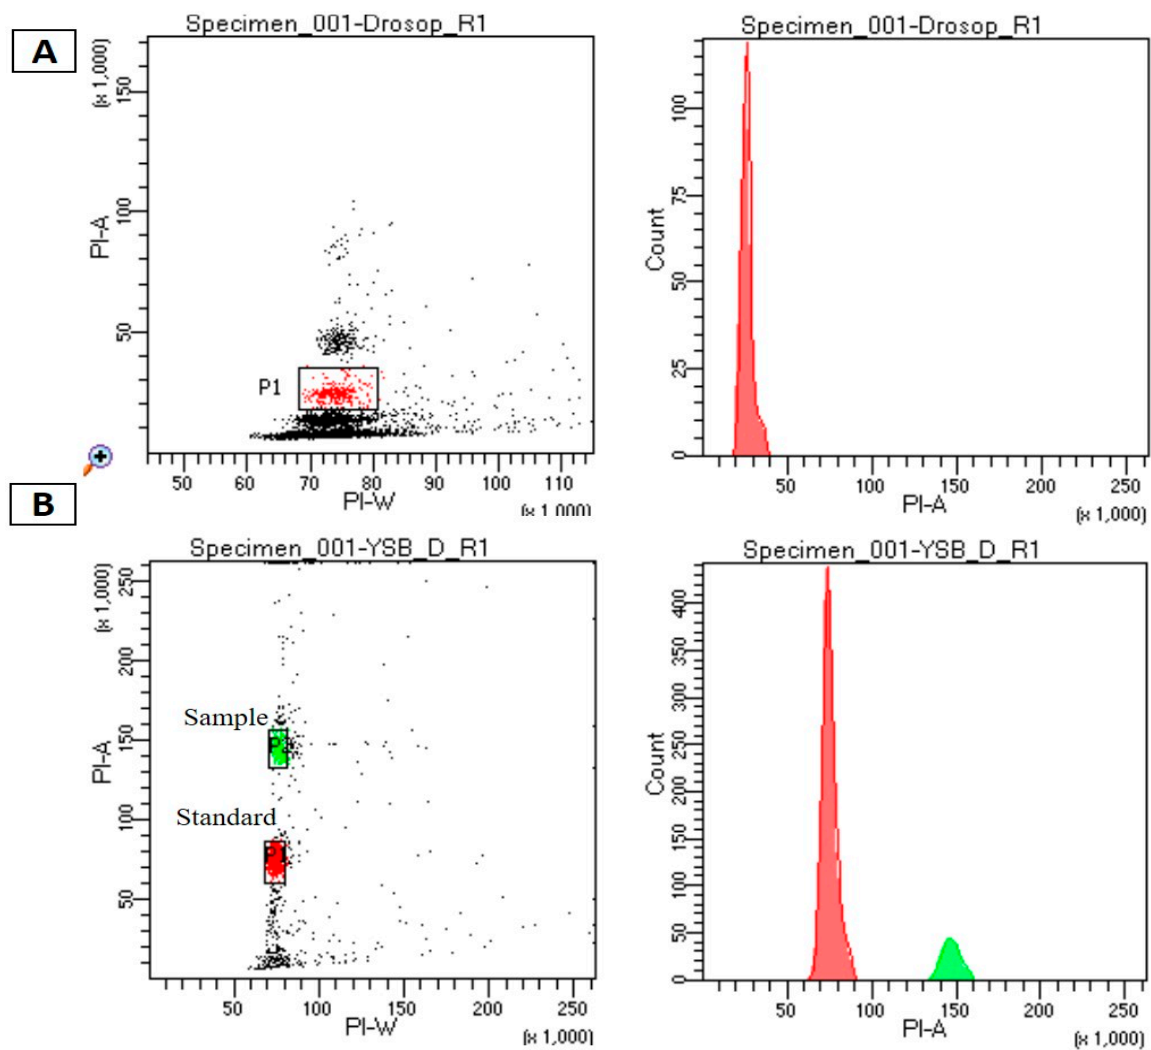 A
Specimen_001-Drosop_R1
(x 1,000)
PI-A
50 100 150
P1
50 60 70 80 90 100 110
PI-W
(x 1,000)
Specimen_001-Drosop_R1
Count
0 25 50 75 100
50 100 150 200 250
PI-A
(x 1,000)
B
Specimen_001-YSB_D_R1
(x 1,000)
PI-A
50 100 150 200 250
Sample
Standard
50 100 150 200 250
PI-W
(x 1,000)
Specimen_001-YSB_D_R1
Count
0 50 100 150 200 250 300 350 400
50 100 150 200 250
PI-A
(x 1,000)